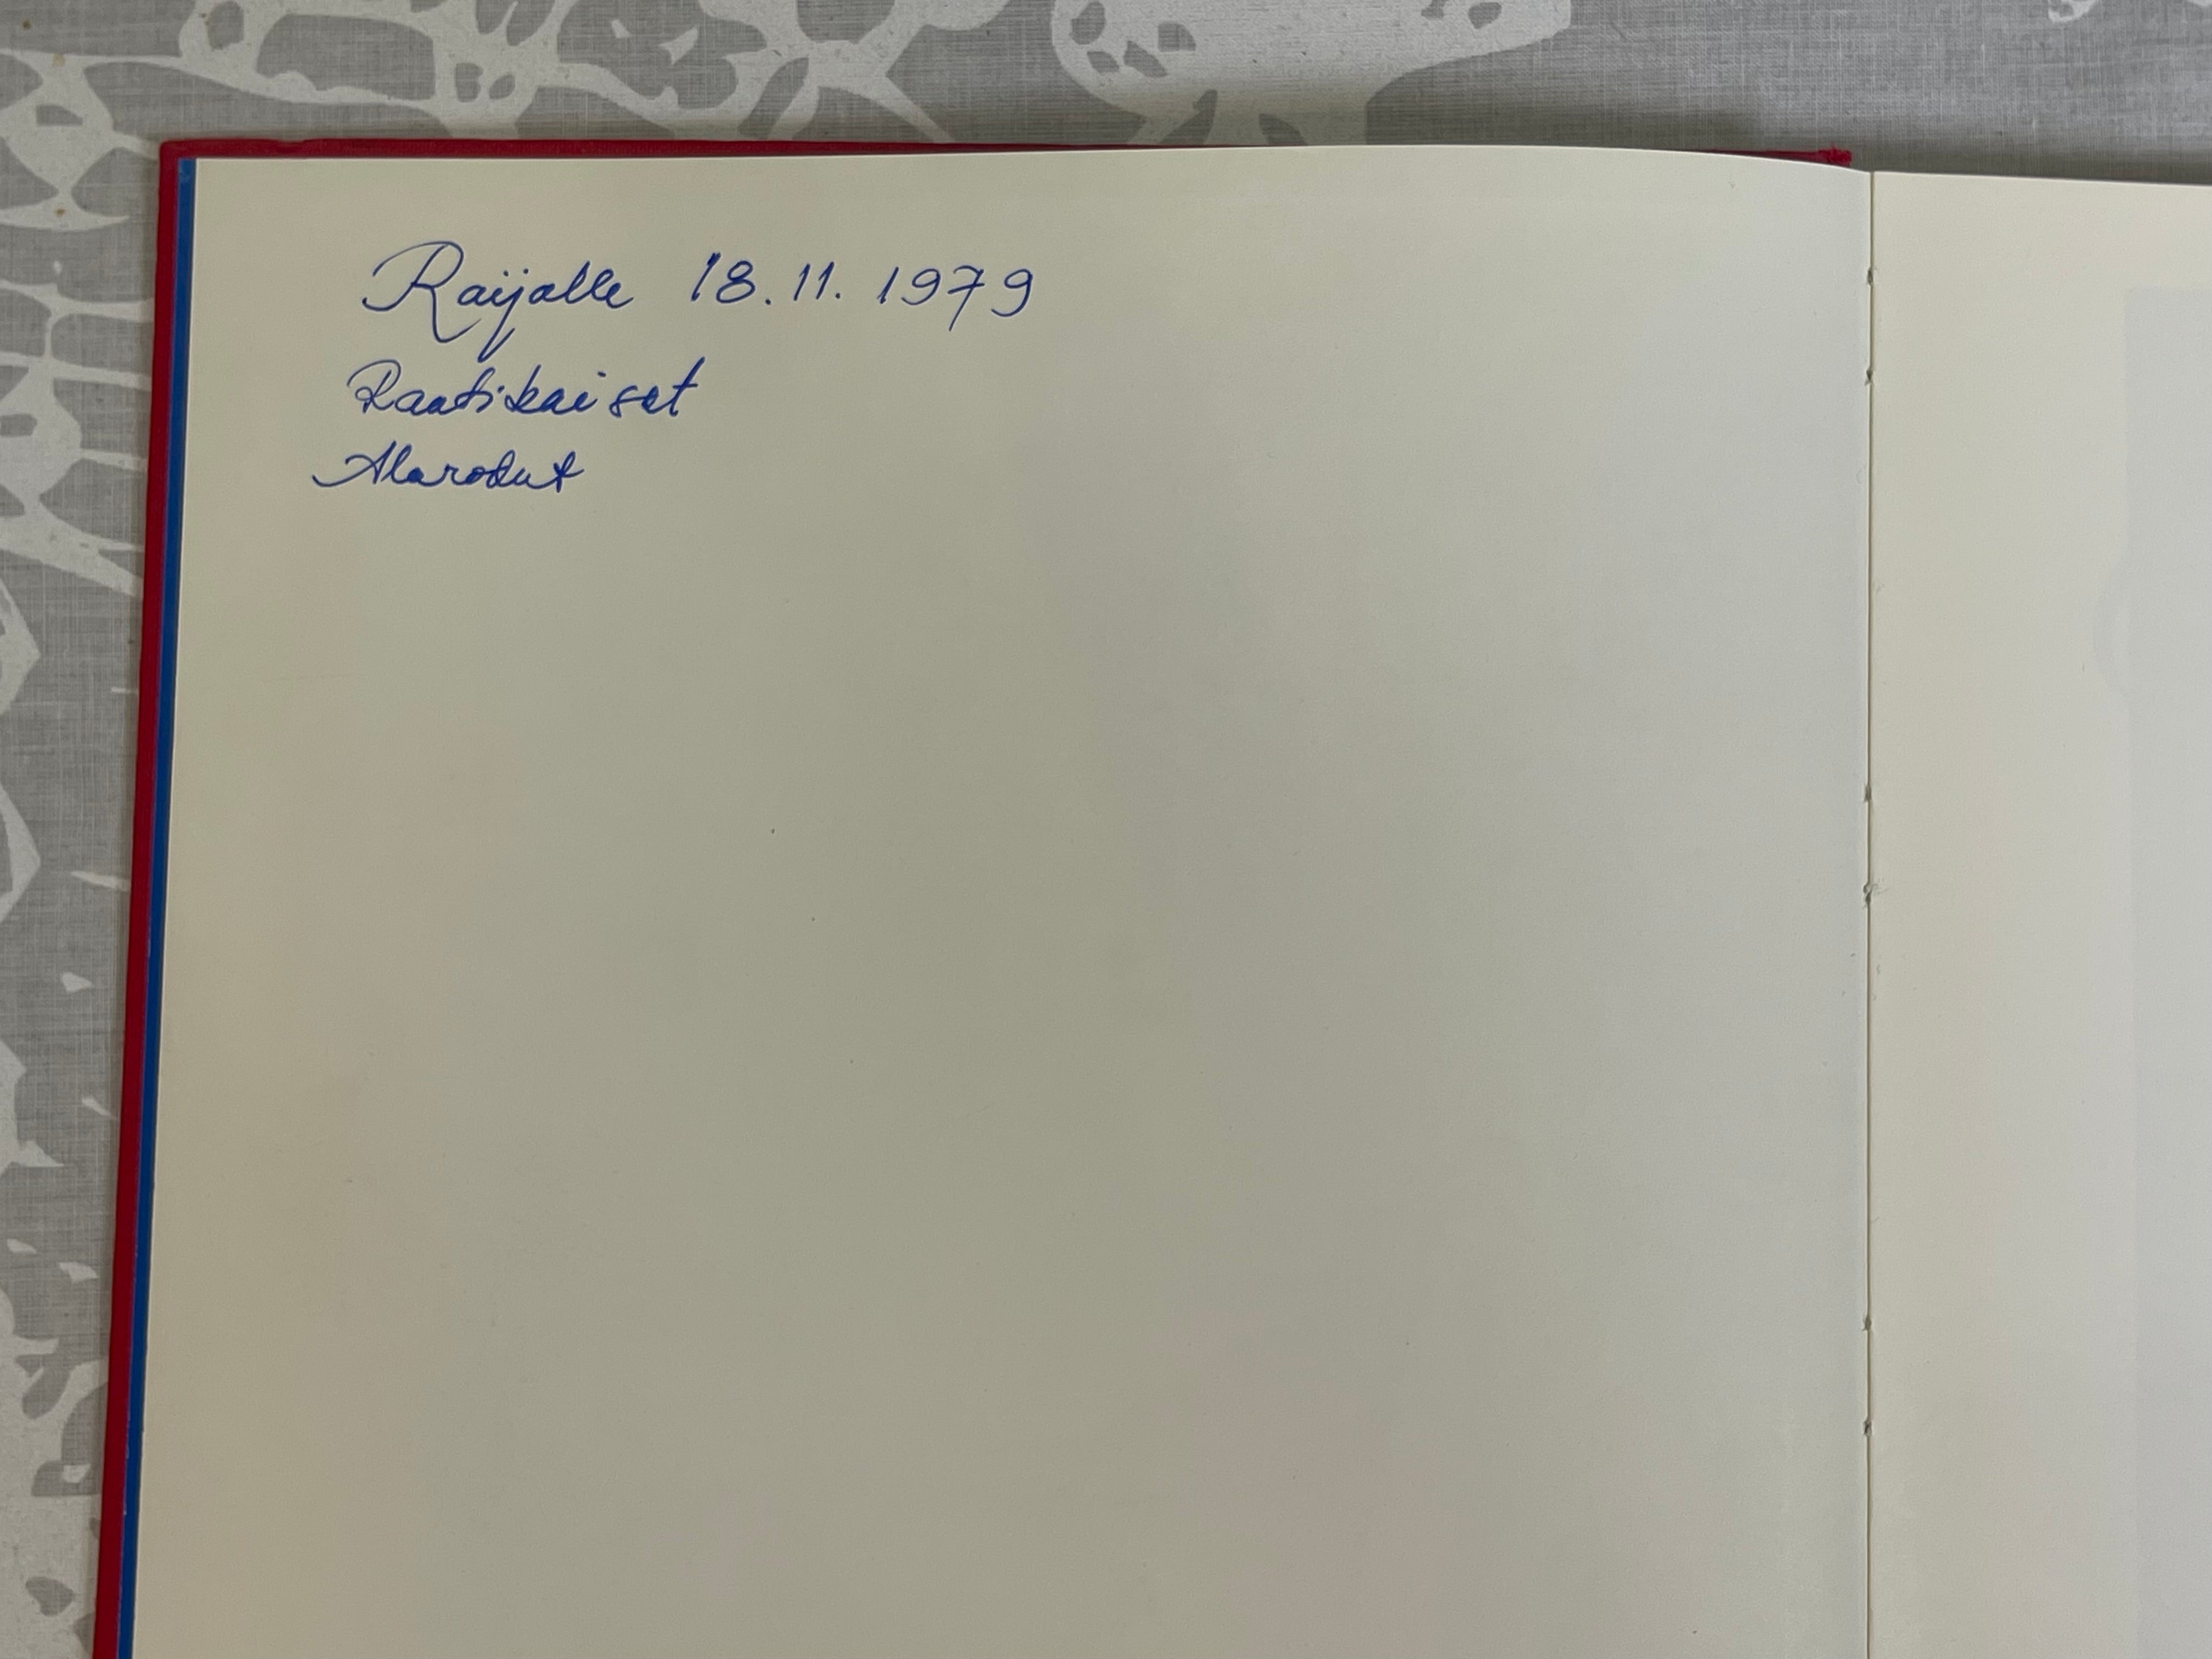 Raijalle 18.11.1979
Raatikaiset
Alarodut